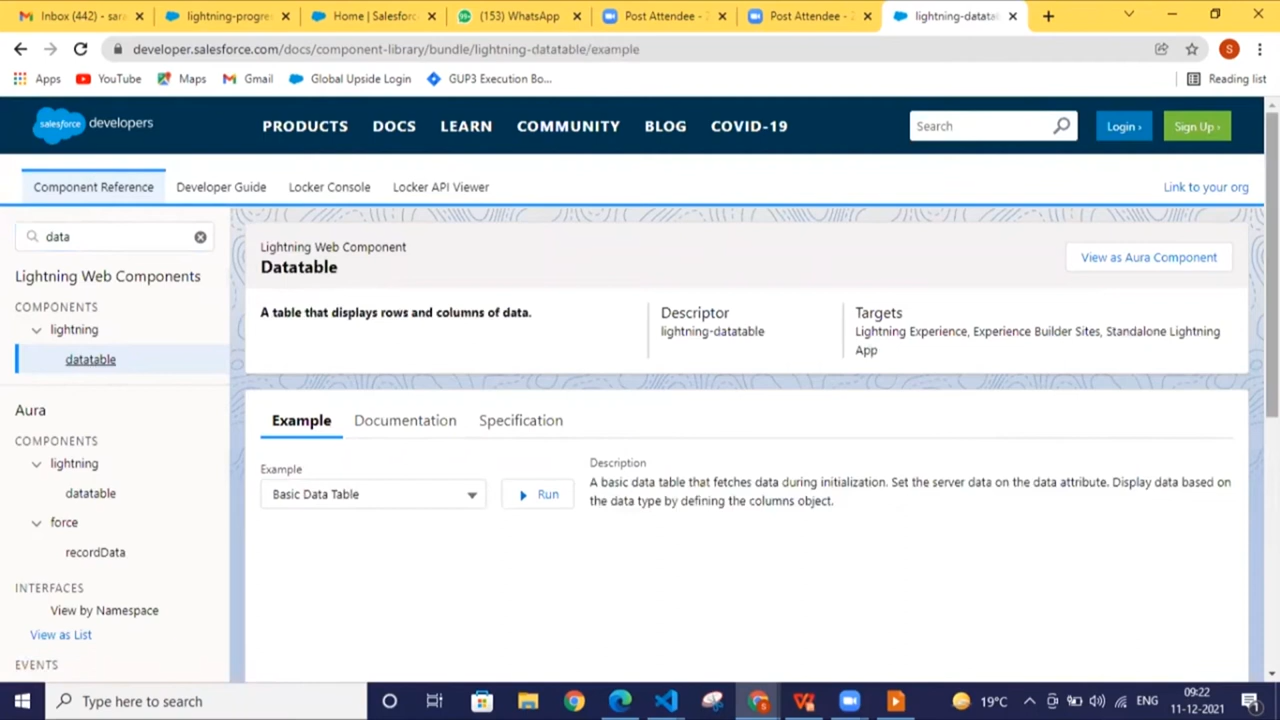 Inbox (442) - sara
lightning-progre
Home | Salesforc
(153) WhatsApp
Post Attendee - 2
Post Attendee - 2
lightning-datatab
developer.salesforce.com/docs/component-library/bundle/lightning-datatable/example
S
Apps
YouTube
Maps
Gmail
Global Upside Login
GUP3 Execution Bo...
Reading list
salesforce developers
PRODUCTS
DOCS
LEARN
COMMUNITY
BLOG
COVID-19
Search
Login ›
Sign Up ›
Component Reference
Developer Guide
Locker Console
Locker API Viewer
Link to your org
data
Lightning Web Components
COMPONENTS
lightning
datatable
Aura
COMPONENTS
lightning
datatable
force
recordData
INTERFACES
View by Namespace
View as List
EVENTS
Lightning Web Component
Datatable
View as Aura Component
A table that displays rows and columns of data.
Descriptor
lightning-datatable
Targets
Lightning Experience, Experience Builder Sites, Standalone Lightning
App
Example
Documentation
Specification
Example
Basic Data Table
Run
Description
A basic data table that fetches data during initialization. Set the server data on the data attribute. Display data based on
the data type by defining the columns object.
Type here to search
19°C
ENG
09:22
11-12-2021
1